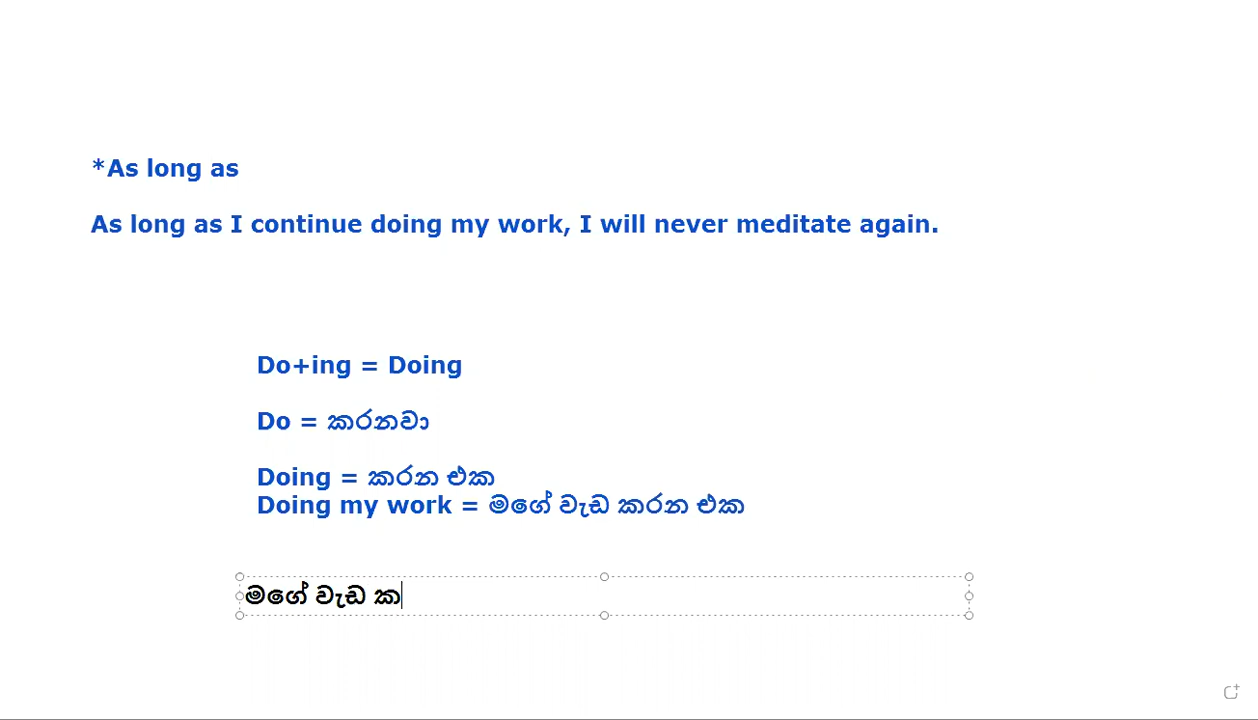 *As long as
As long as I continue doing my work, I will never meditate again.
Do+ing = Doing
Do = කරනවා
Doing = කරන එක
Doing my work = මගේ වැඩ කරන එක
මගේ වැඩ ක